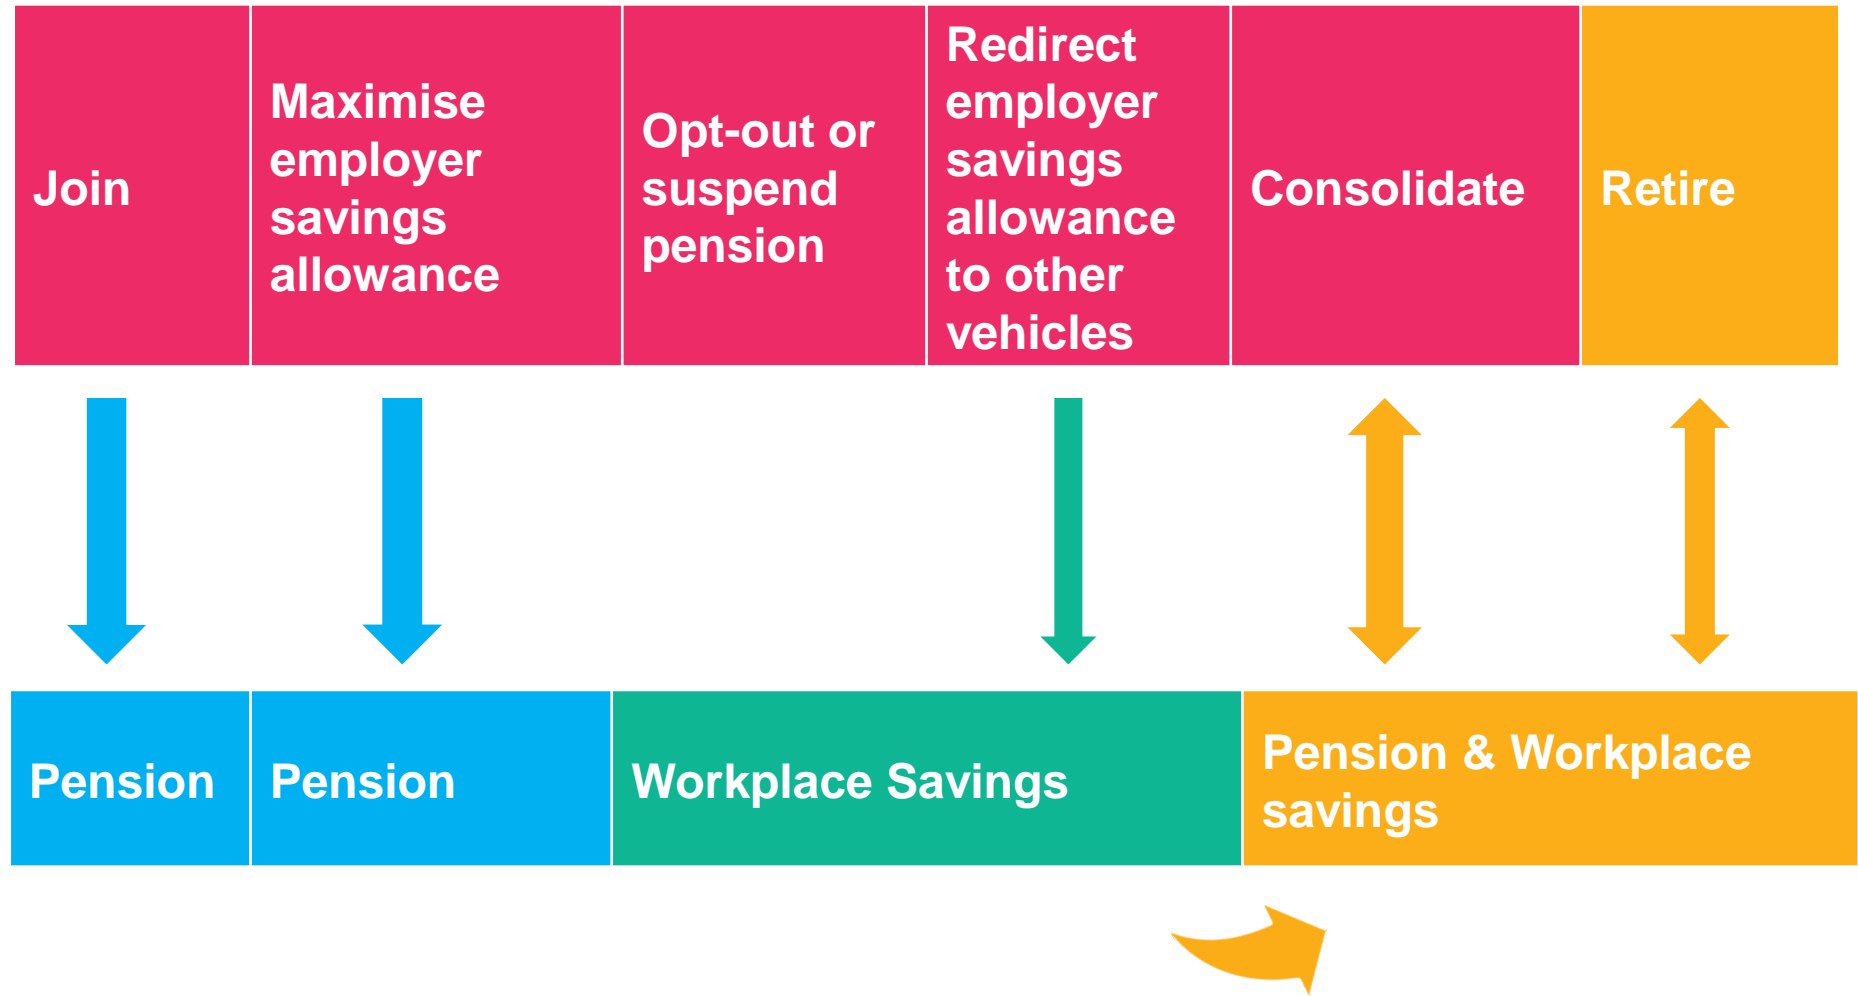 Join
Maximise
employer
savings
allowance
Opt-out or
suspend
pension
Redirect
employer
savings
allowance
to other
vehicles
Consolidate
Retire
Pension
Pension
Workplace Savings
Pension & Workplace
savings